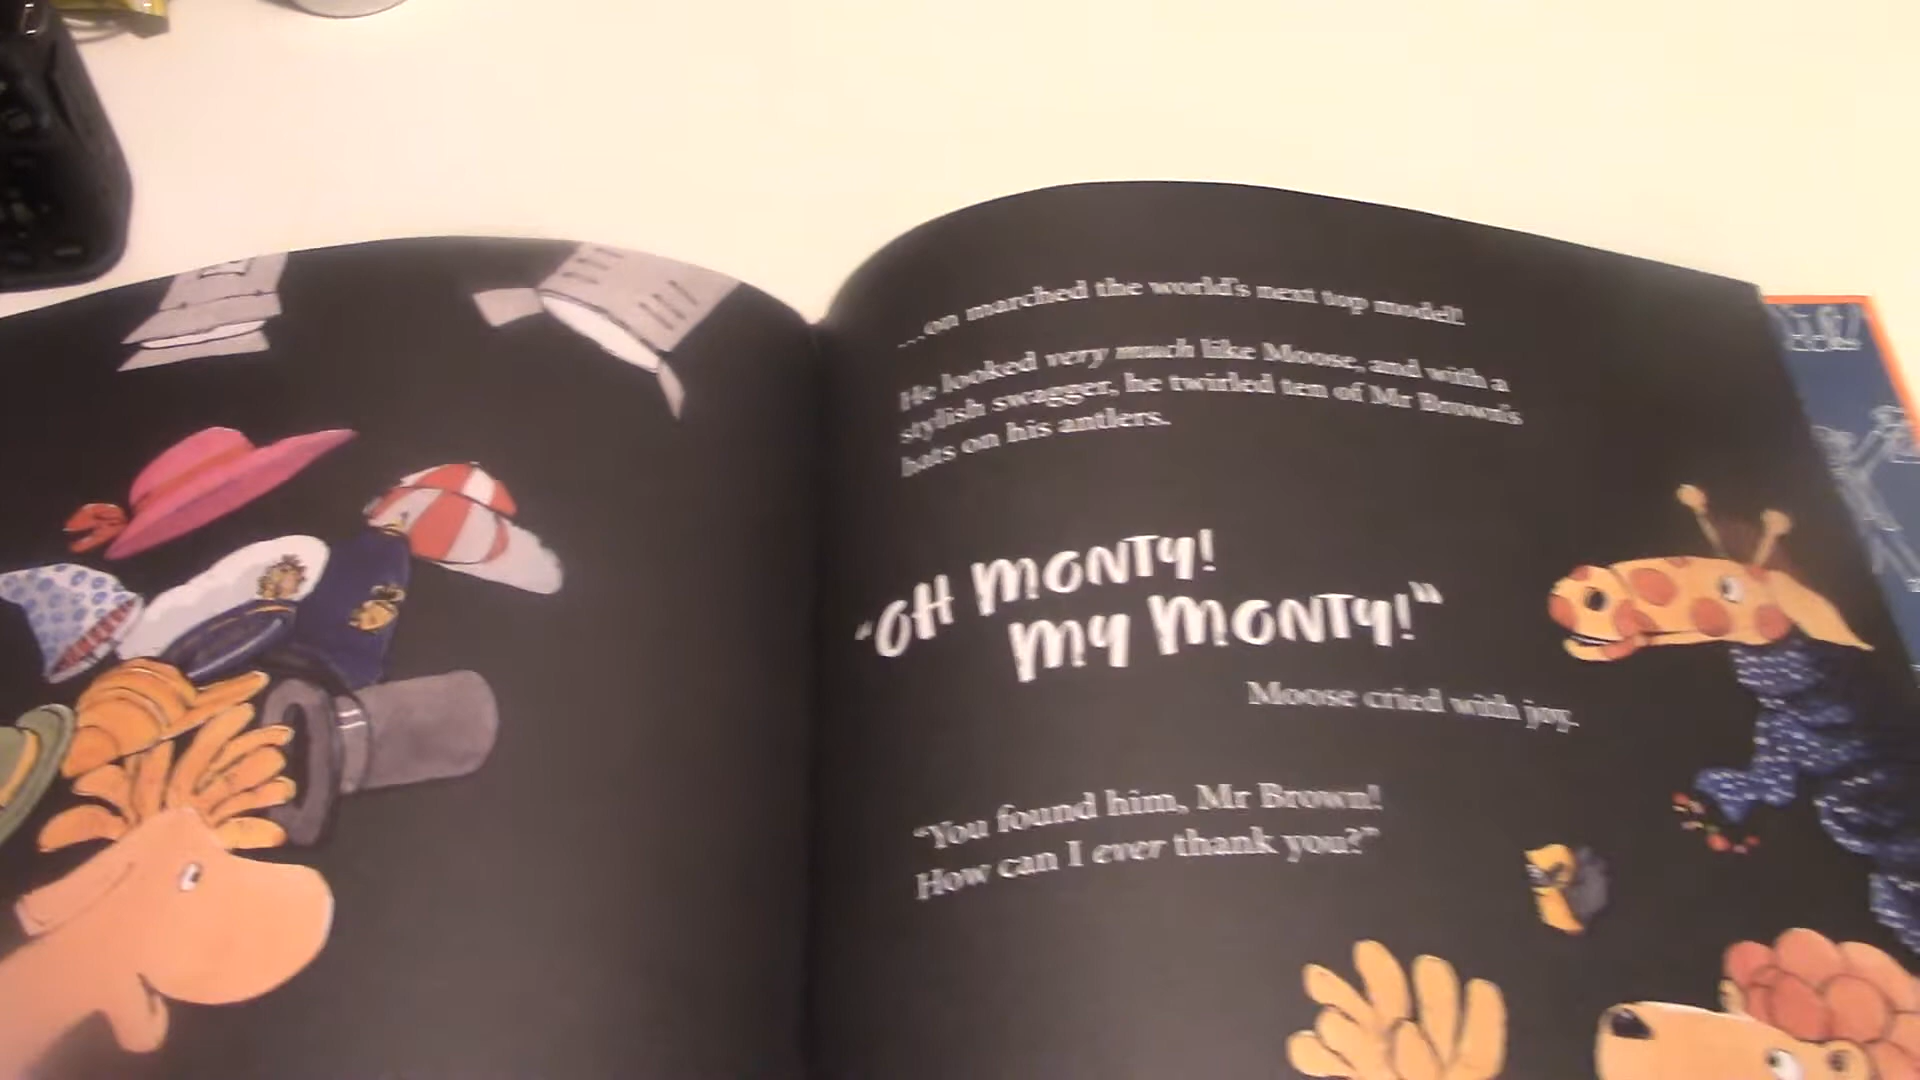 ...on marched the world's next top model!
He looked very much like Moose, and with a
stylish swagger, he twirled ten of Mr Brown's
hats on his antlers.
"OH MONTY!
MY MONTY!"
Moose cried with joy.
"You found him, Mr Brown!
How can I ever thank you?"